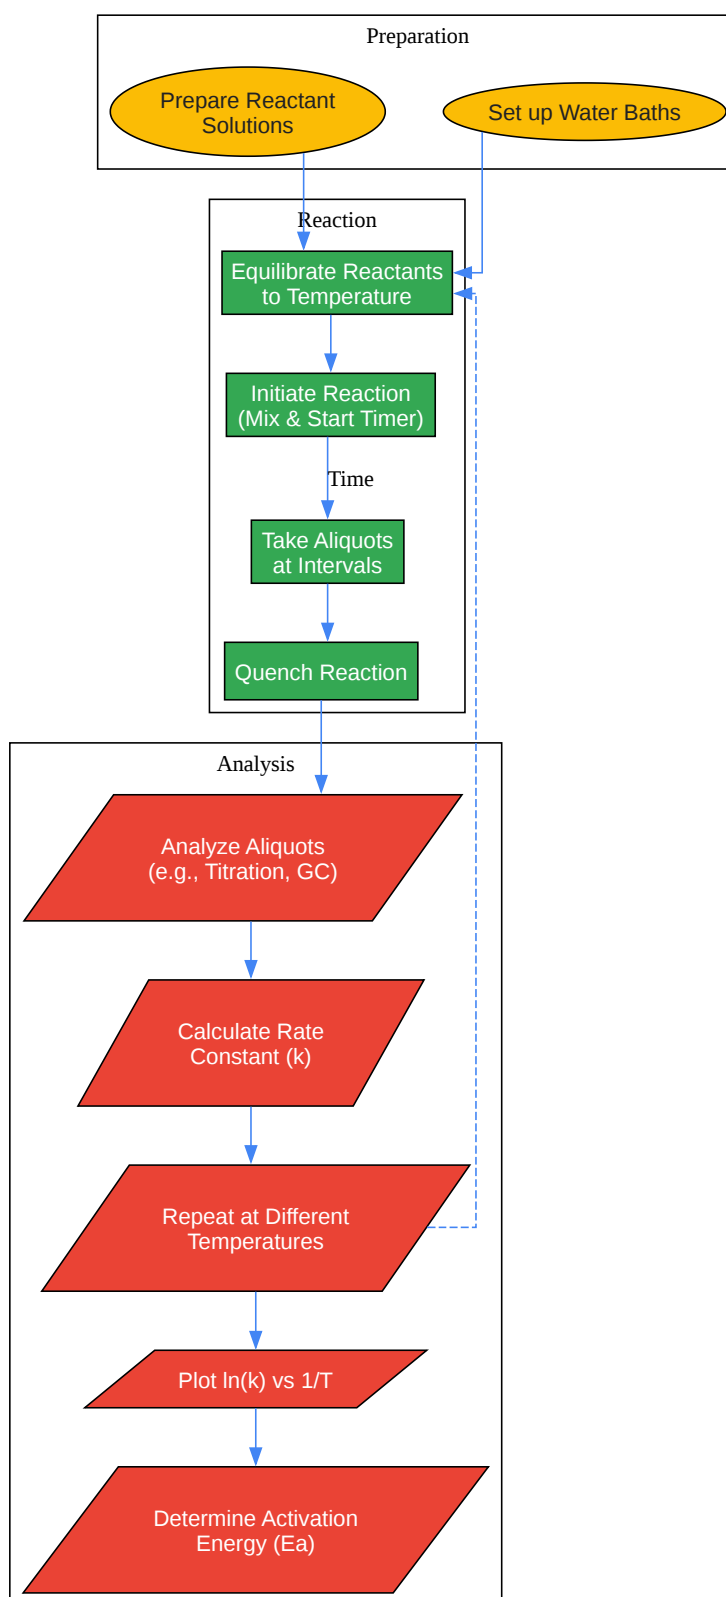 Preparation
Prepare Reactant
Solutions
Set up Water Baths
Reaction
Equilibrate Reactants
to Temperature
Initiate Reaction
(Mix & Start Timer)
Time
Take Aliquots
at Intervals
Quench Reaction
Analysis
Analyze Aliquots
(e.g., Titration, GC)
Calculate Rate
Constant (k)
Repeat at Different
Temperatures
Plot ln(k) vs 1/T
Determine Activation
Energy (Ea)